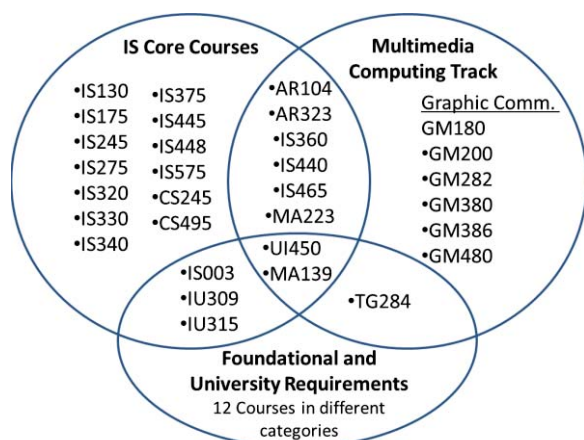 IS Core Courses
•IS130
•IS175
•IS245
•IS275
•IS320
•IS330
•IS340
•IS375
•IS445
•IS448
•IS575
•CS245
•CS495
•AR104
•AR323
•IS360
•IS440
•IS465
•MA223
Multimedia
Computing Track
Graphic Comm.
GM180
•GM200
•GM282
•GM380
•GM386
•GM480
•UI450
•MA139
•IS003
•IU309
•IU315
•TG284
Foundational and
University Requirements
12 Courses in different
categories